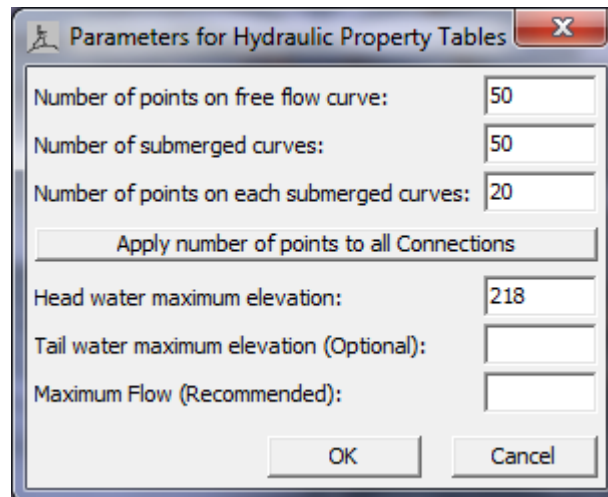 Parameters for Hydraulic Property Tables
Number of points on free flow curve: 50
Number of submerged curves: 50
Number of points on each submerged curves: 20
Apply number of points to all Connections
Head water maximum elevation: 218
Tail water maximum elevation (Optional):
Maximum Flow (Recommended):
OK Cancel